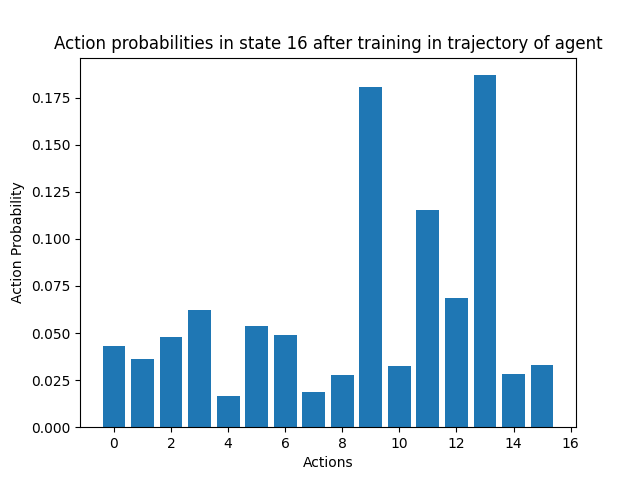 Action probabilities in state 16 after training in trajectory of agent
0.175
0.150
0.125
0.100
0.075
0.050
0.025
0.000
Action Probability
0 2 4 6 8 10 12 14 16
Actions